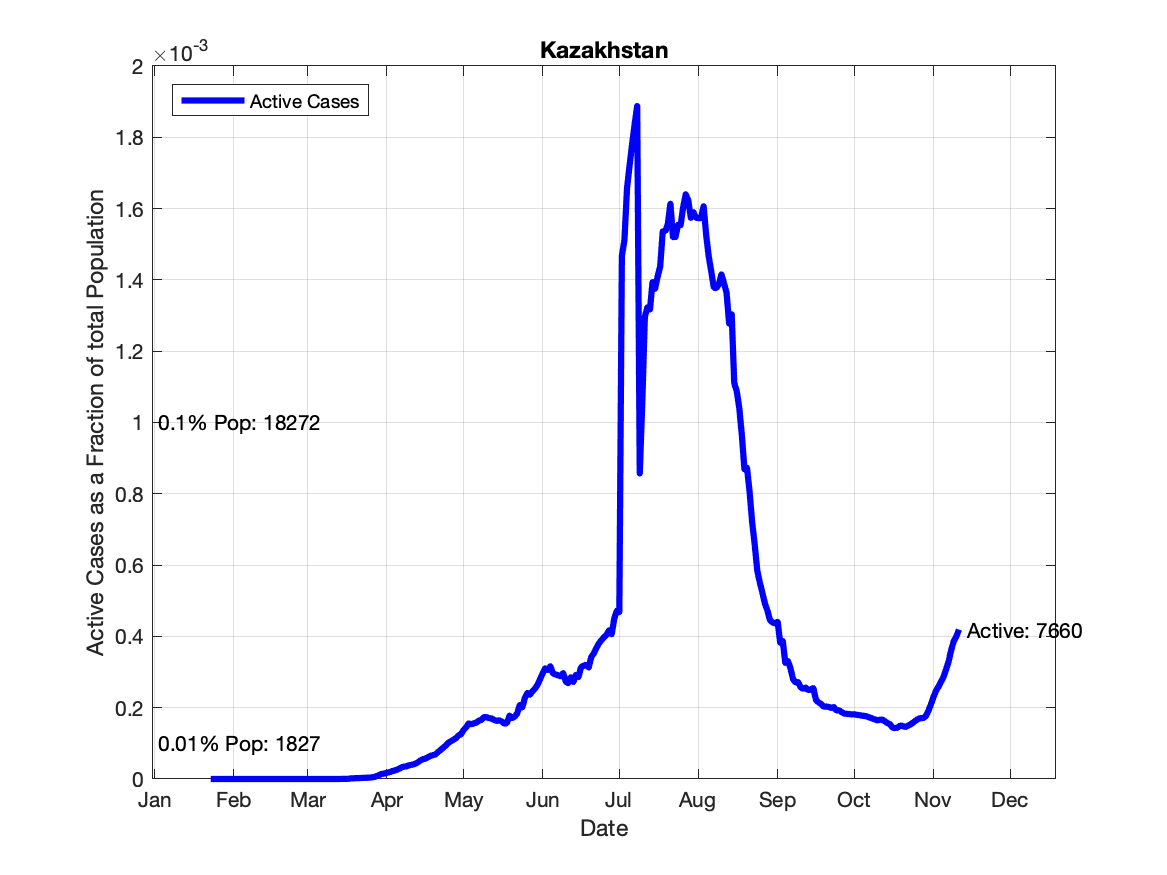 Kazakhstan
×10-3
Active Cases
2
1.8
1.6
1.4
1.2
1
0.8
0.6
0.4
0.2
0
0.1% Pop: 18272
0.01% Pop: 1827
Active: 7660
Active Cases as a Fraction of total Population
Jan Feb Mar Apr May Jun Jul Aug Sep Oct Nov Dec
Date